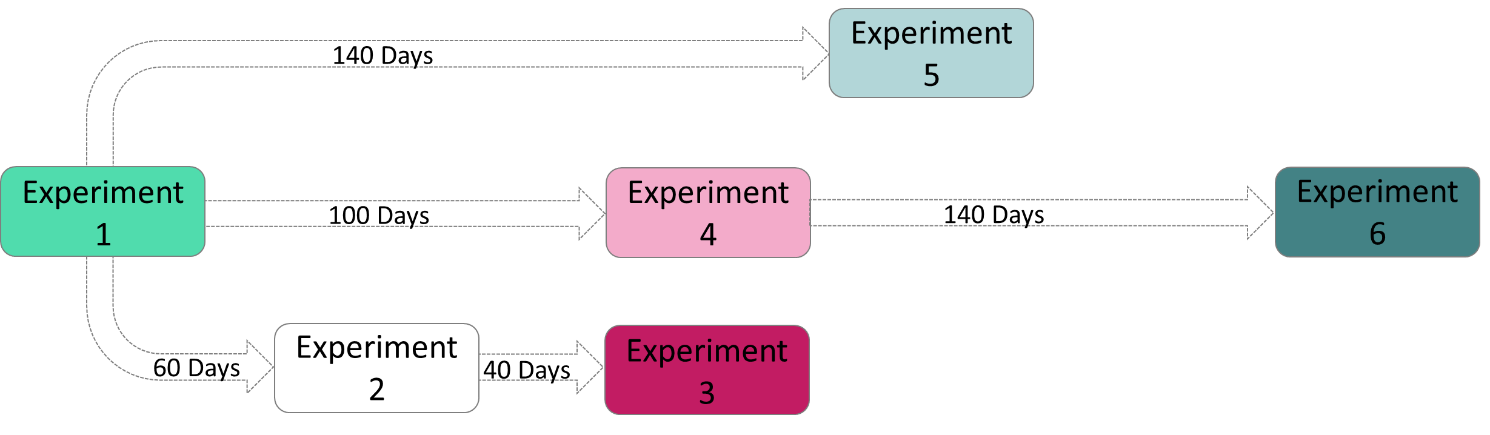 Experiment
5
140 Days
Experiment
1
100 Days
Experiment
4
140 Days
Experiment
6
60 Days
Experiment
2
40 Days
Experiment
3